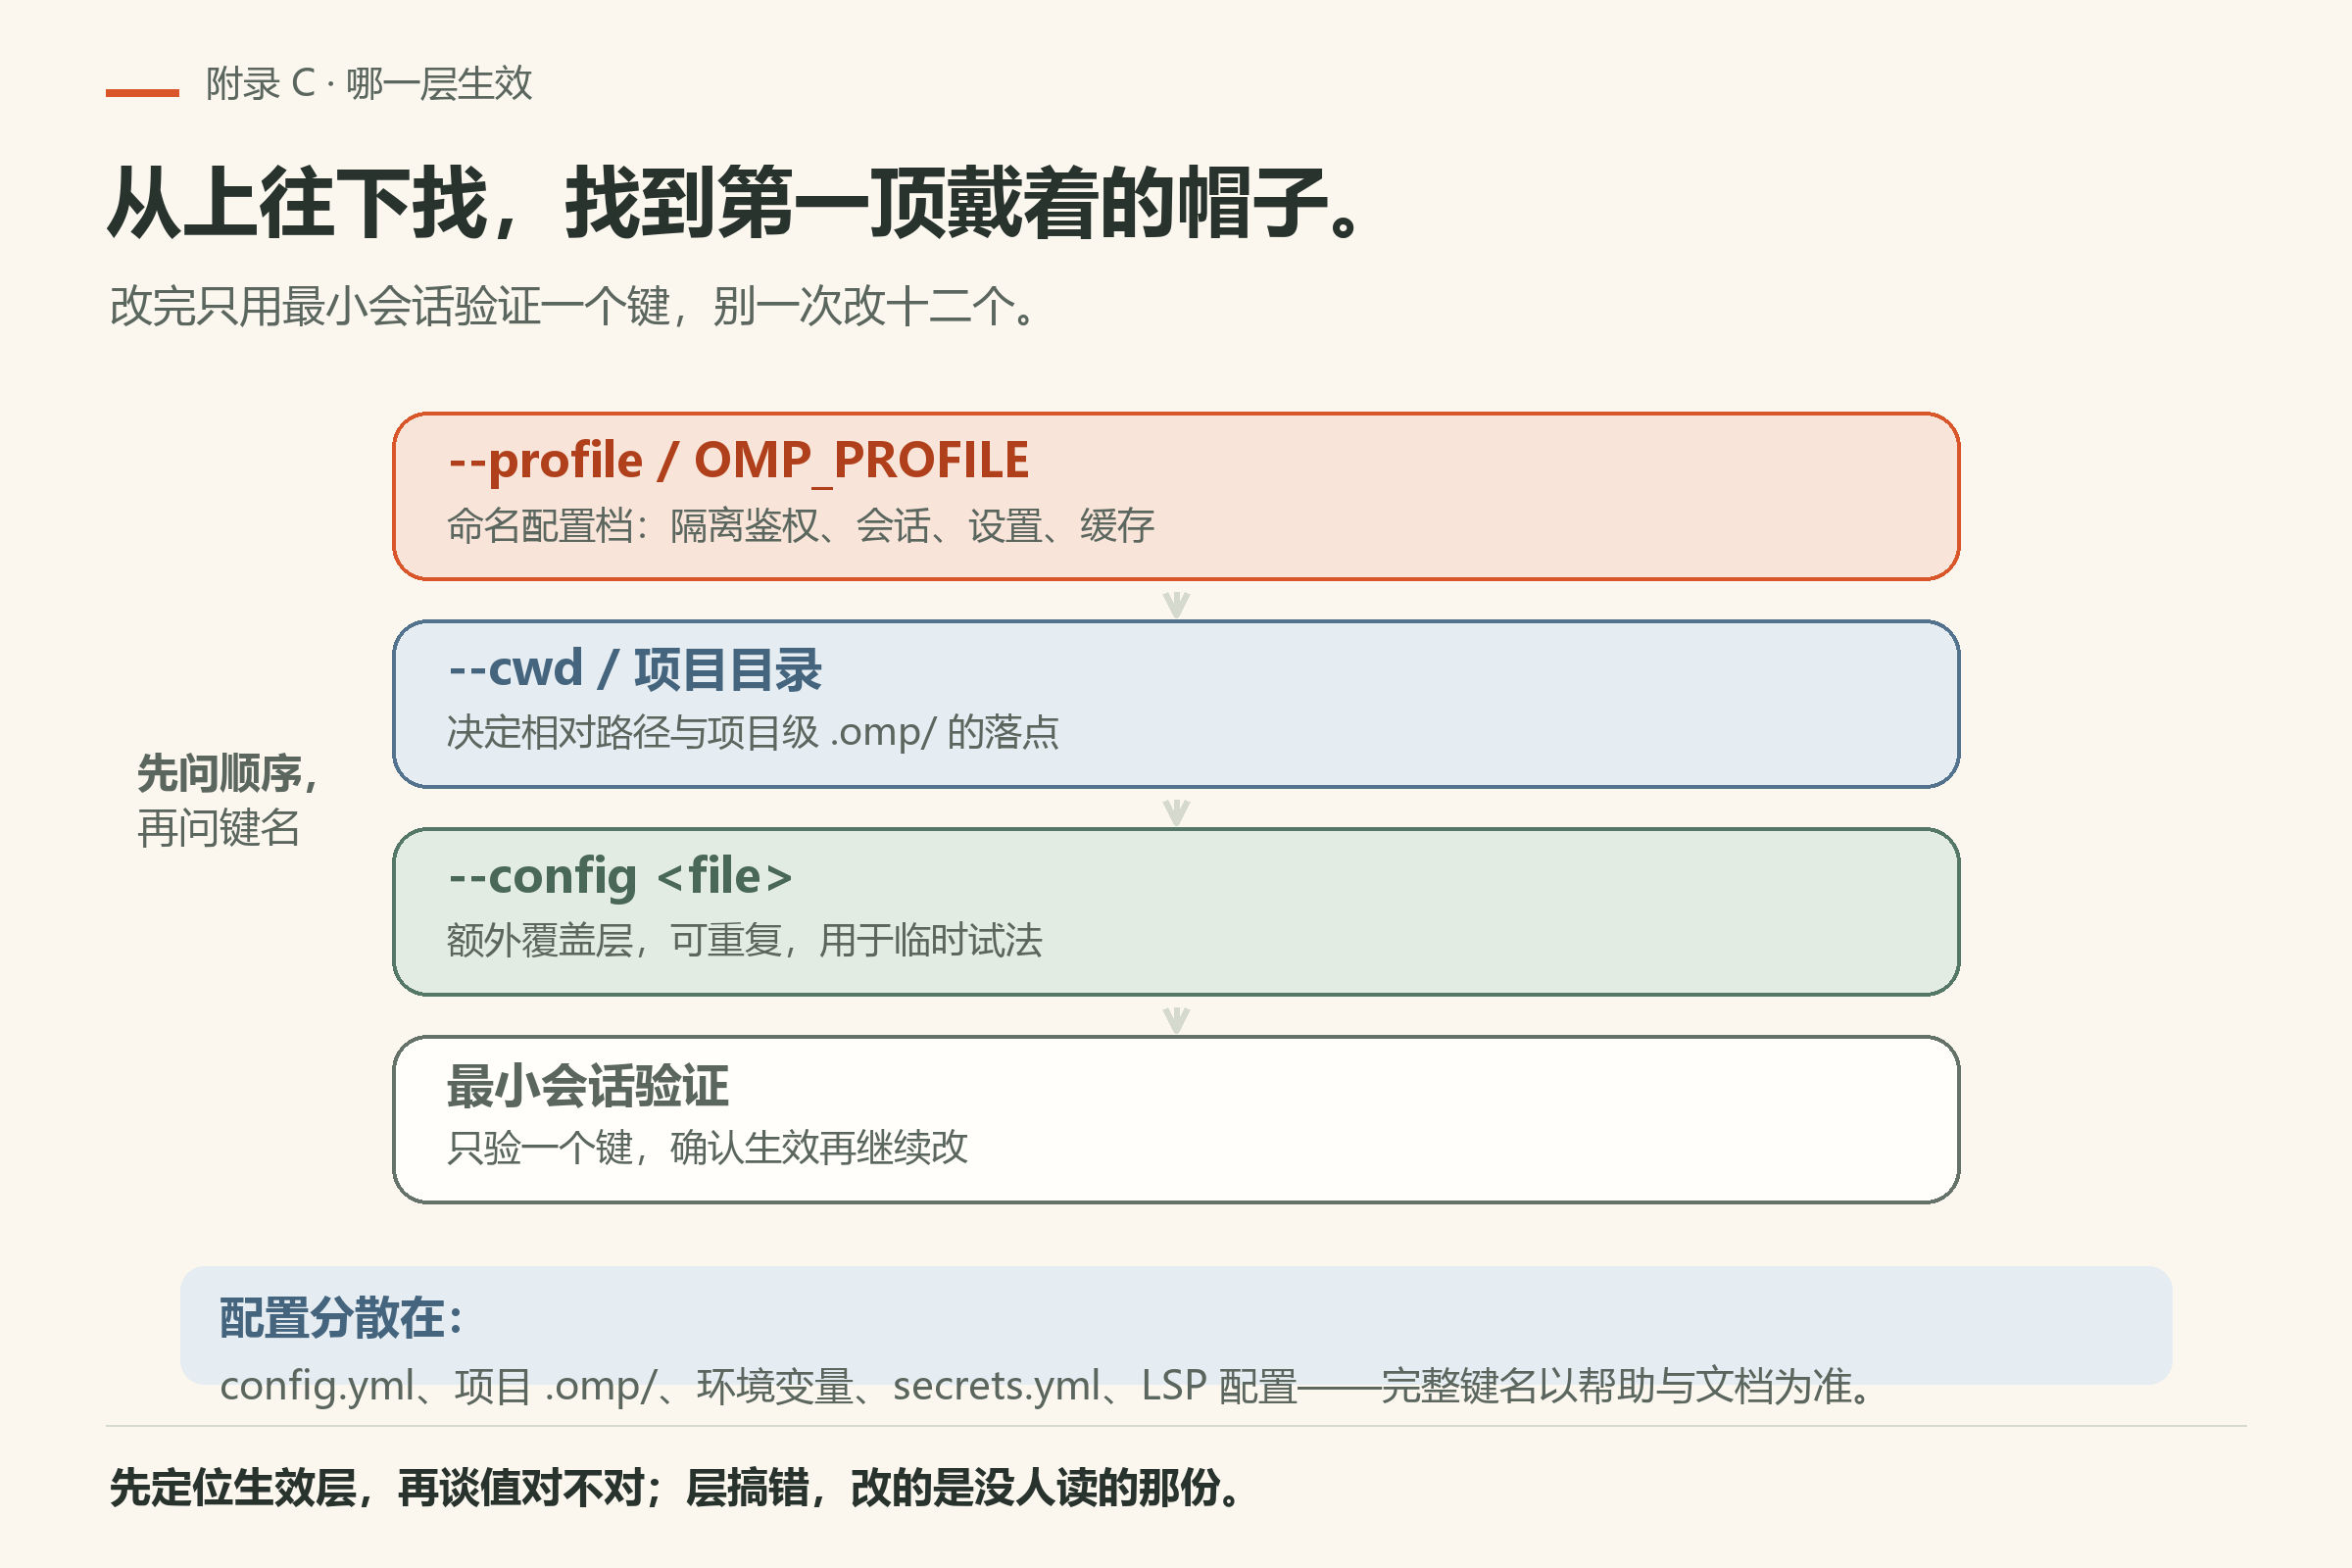 附录 C · 哪一层生效
从上往下找，找到第一顶戴着的帽子。
改完只用最小会话验证一个键，别一次改十二个。
--profile / OMP_PROFILE
命名配置档：隔离鉴权、会话、设置、缓存
--cwd / 项目目录
决定相对路径与项目级 .omp/ 的落点
先问顺序，
再问键名
--config <file>
额外覆盖层，可重复，用于临时试法
最小会话验证
只验一个键，确认生效再继续改
配置分散在：
config.yml、项目 .omp/、环境变量、secrets.yml、LSP 配置——完整键名以帮助与文档为准。
先定位生效层，再谈值对不对；层搞错，改的是没人读的那份。